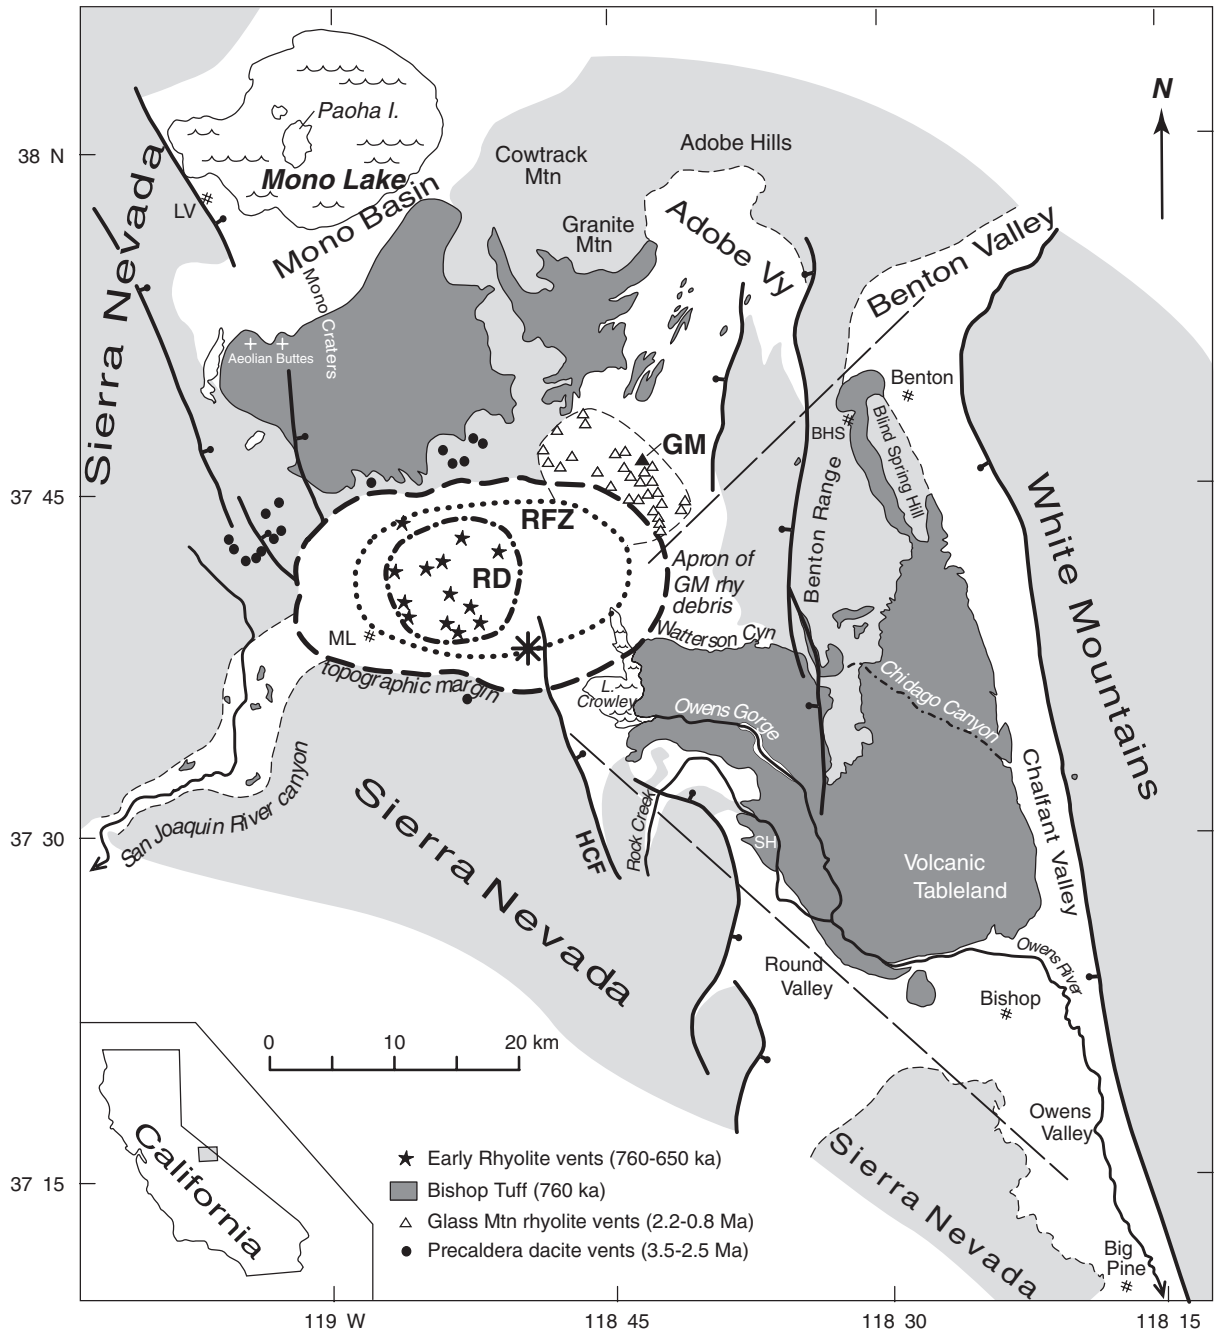 N
Paoha I.
38 N
Mono Lake
LV
Mono Basin
Sierra Nevada
Cowtrack
Mtn
Adobe Hills
Granite
Mtn
Adobe Vy
Benton Valley
Mono Craters
Aeolian Buttes
Benton
BHS
Blind Spring Hill
GM
37 45
RFZ
RD
Benton Range
White Mountains
Apron of
GM rhy
debris
ML
Watterson Cyn
topographic margin
L.
Crowley
Owens Gorge
Chidago Canyon
San Joaquin River canyon
Sierra Nevada
HCF
Rock Creek
SH
Chalfant Valley
Volcanic
Tableland
37 30
Round
Valley
Owens River
Bishop
0 10 20 km
California
Owens
Valley
Sierra Nevada
Big
Pine
37 15
Early Rhyolite vents (760-650 ka)
Bishop Tuff (760 ka)
Glass Mtn rhyolite vents (2.2-0.8 Ma)
Precaldera dacite vents (3.5-2.5 Ma)
119 W
118 45
118 30
118 15